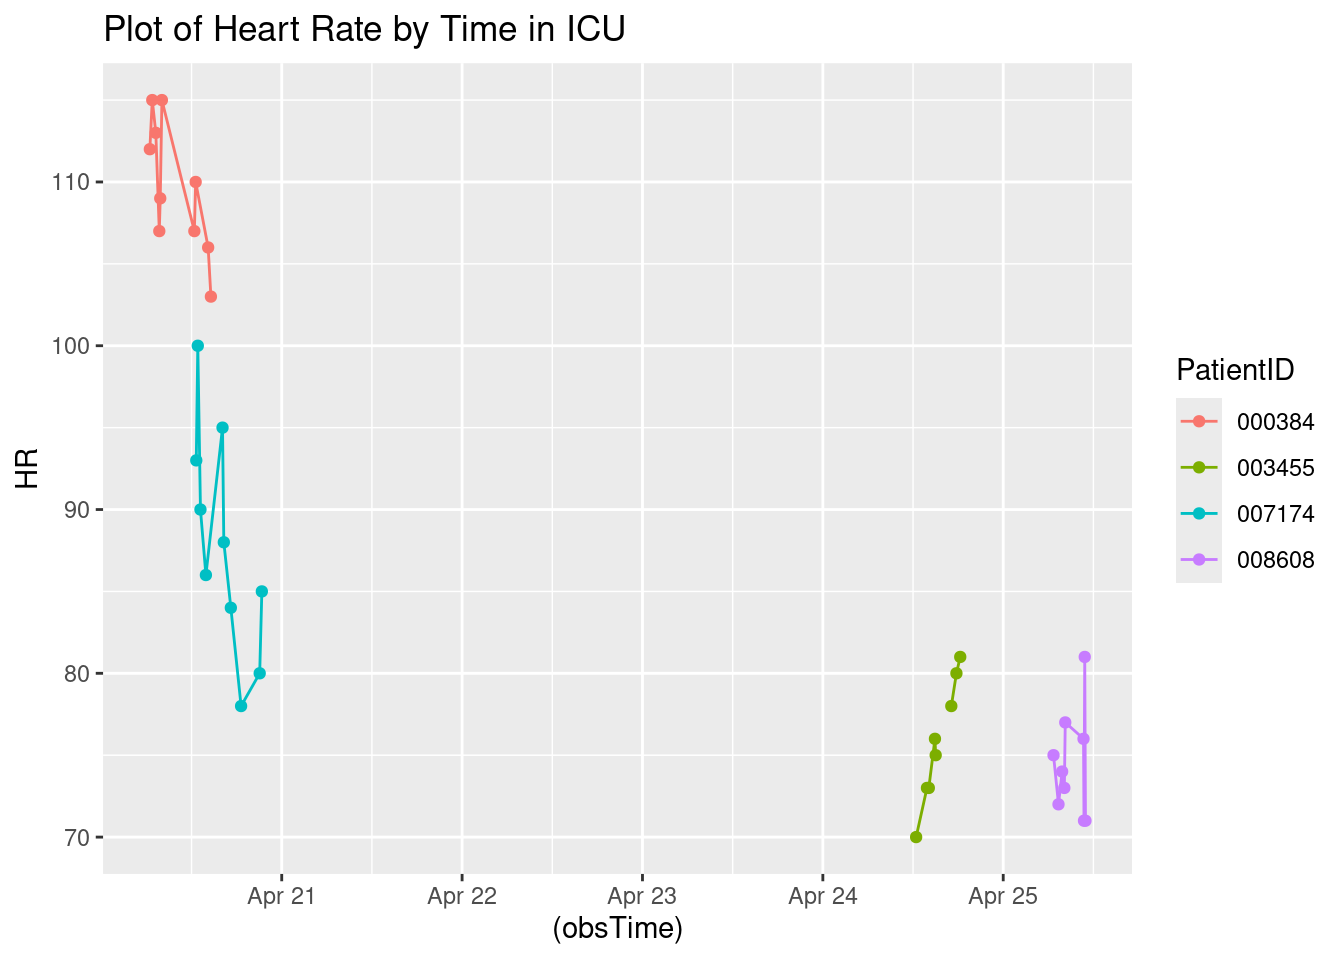 Plot of Heart Rate by Time in ICU
HR
110
100
90
80
70
Apr 21
Apr 22
Apr 23
Apr 24
Apr 25
(obsTime)
PatientID
000384
003455
007174
008608